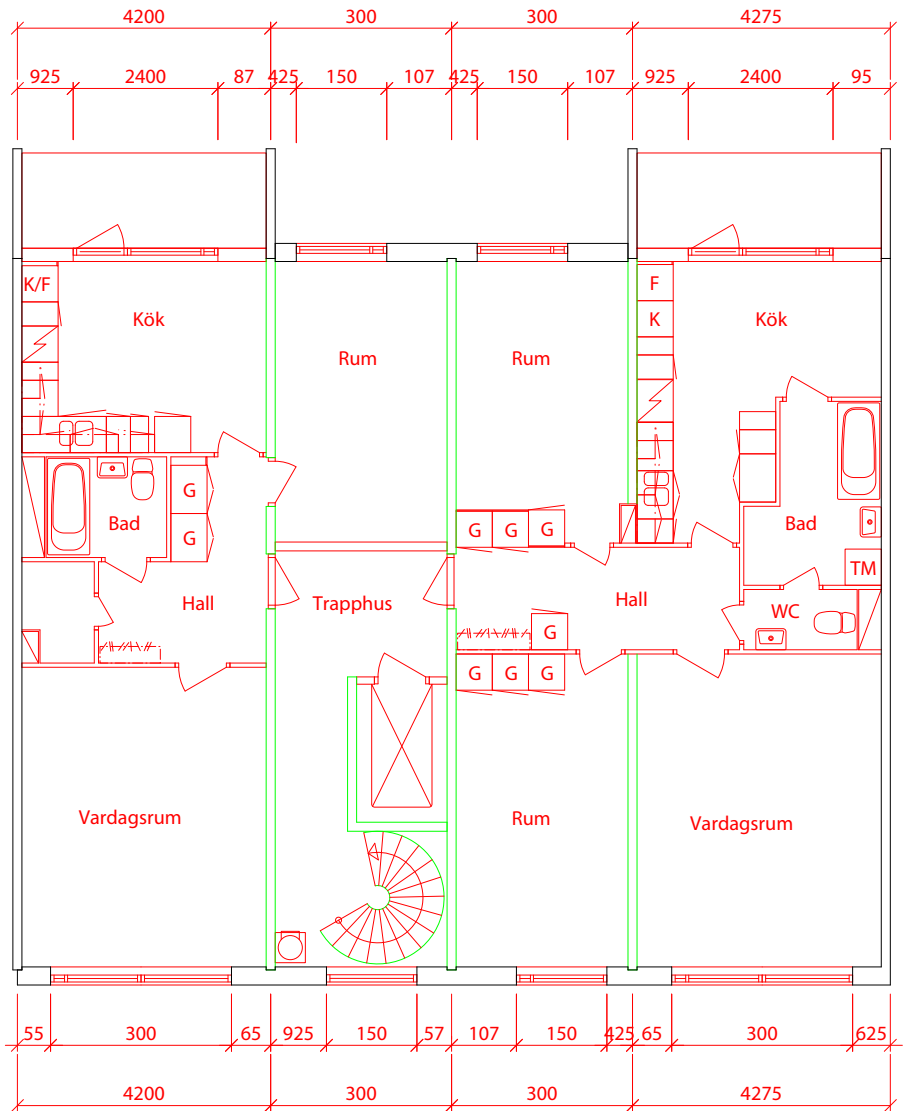 4200 300 300 4275
925 2400 87 425 150 107 425 150 107 925 2400 95
K/F F
K
Kök Kök
Rum Rum
G G G G
Bad Bad
G
TM
Hall Trapphus Hall WC
G
G G G
Vardagsrum Rum Vardagsrum
55 300 65 925 150 57 107 150 425 65 300 625
4200 300 300 4275